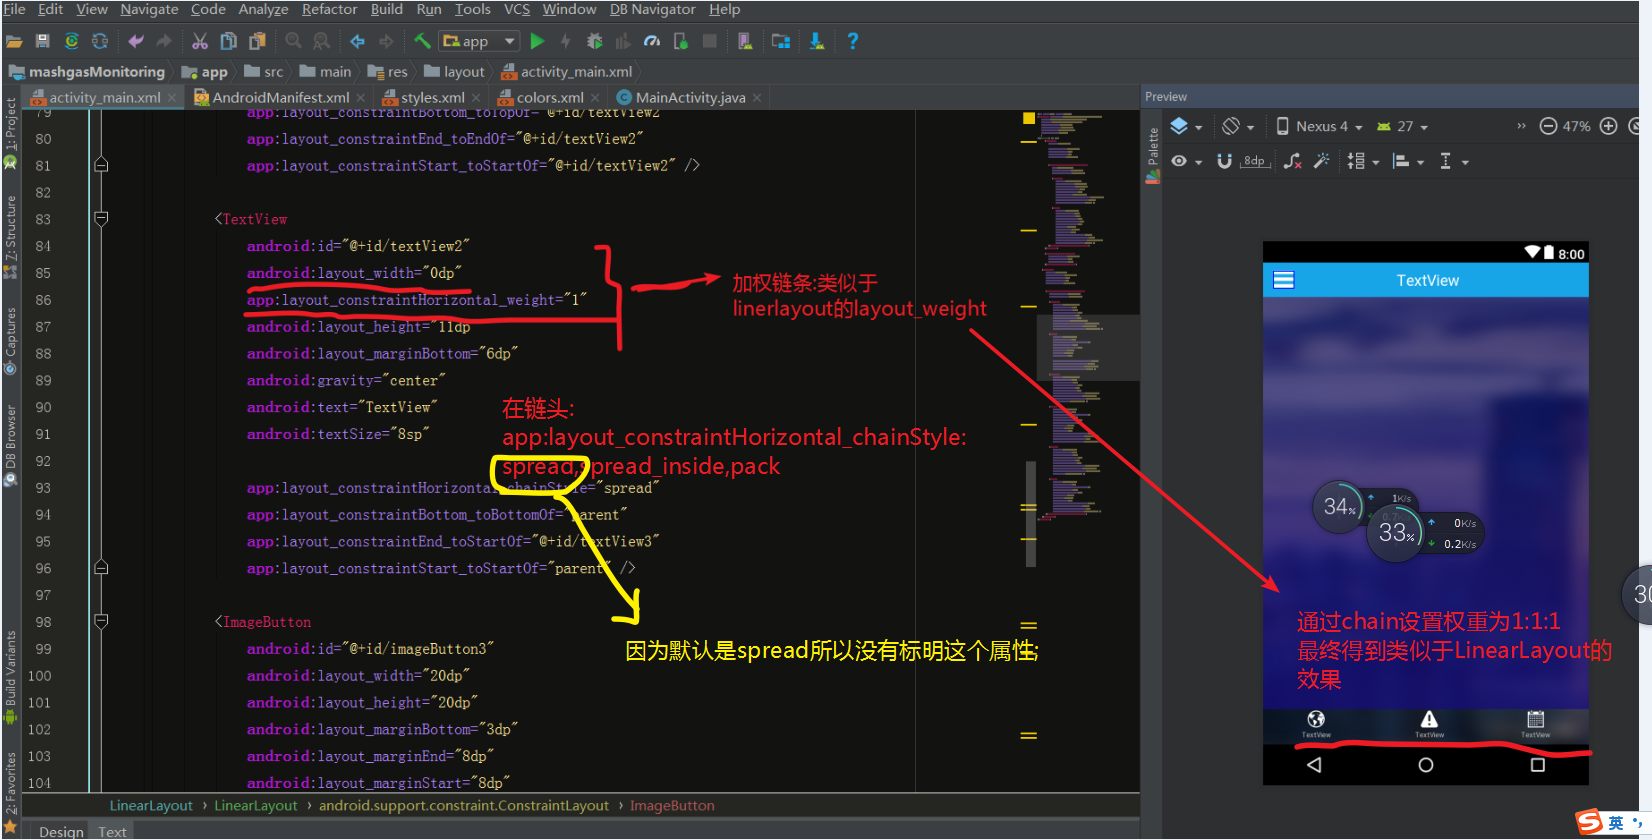 File Edit View Navigate Code Analyze Refactor Build Run Tools VCS Window DB Navigator Help
app
mashgasMonitoring app src main res layout activity_main.xml
activity_main.xml AndroidManifest.xml styles.xml colors.xml MainActivity.java
Preview
1: Project
Z: Structure
Captures
DB Browser
Build Variants
2: Favorites
79 app:layout_constraintBottom_toTopOf="@+id/textView2"
80 app:layout_constraintEnd_toEndOf="@+id/textView2"
81 app:layout_constraintStart_toStartOf="@+id/textView2" />
82
83 <TextView
84 android:id="@+id/textView2"
85 android:layout_width="0dp"
86 app:layout_constraintHorizontal_weight="1"
87 android:layout_height="11dp
88 android:layout_marginBottom="6dp"
89 android:gravity="center"
90 android:text="TextView"
91 android:textSize="8sp"
92
93 app:layout_constraintHorizontal_chainStyle="spread"
94 app:layout_constraintBottom_toBottomOf="parent"
95 app:layout_constraintEnd_toStartOf="@+id/textView3"
96 app:layout_constraintStart_toStartOf="parent" />
97
98 <ImageButton
99 android:id="@+id/imageButton3"
100 android:layout_width="20dp"
101 android:layout_height="20dp"
102 android:layout_marginBottom="3dp"
103 android:layout_marginEnd="8dp"
104 android:layout_marginStart="8dp"
加权链条:类似于
linerlayout的layout_weight
在链头:
app:layout_constraintHorizontal_chainStyle:
spread,spread_inside,pack
因为默认是spread所以没有标明这个属性;
LinearLayout › LinearLayout › android.support.constraint.ConstraintLayout › ImageButton
Design Text
Palette
Nexus 4 27 » 47%
8dp
8:00
TextView
34% 1K/s
33% 0K/s
0.2K/s
30
通过chain设置权重为1:1:1
最终得到类似于LinearLayout的
效果
TextView TextView TextView
S 英